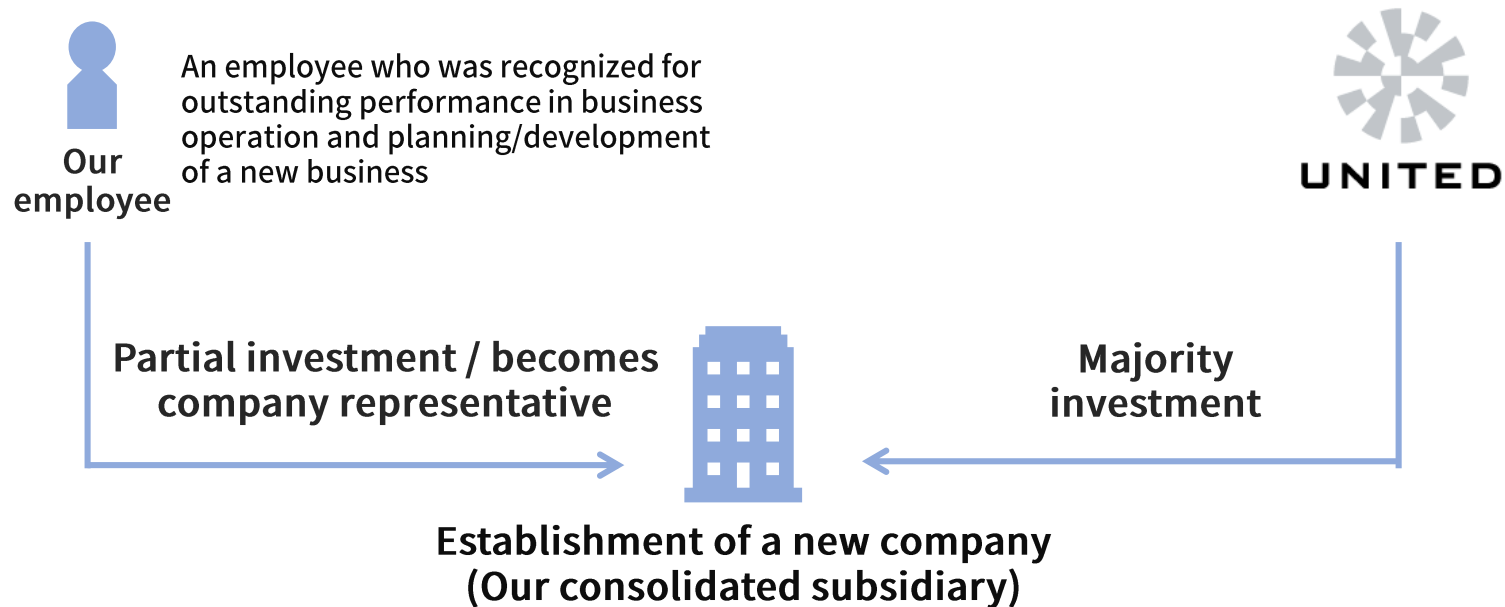 An employee who was recognized for
outstanding performance in business
operation and planning/development
of a new business
Our
employee
UNITED
Partial investment / becomes
company representative
Majority
investment
Establishment of a new company
(Our consolidated subsidiary)